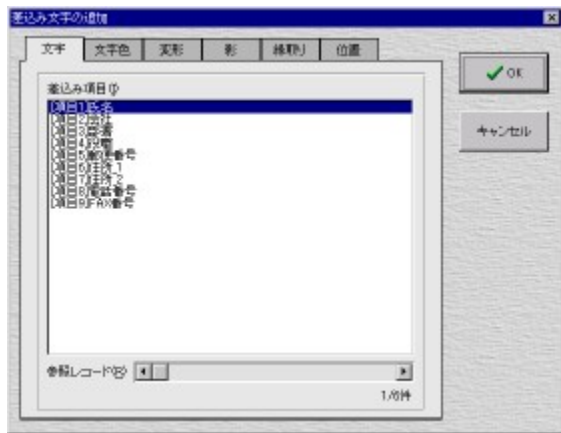 差込み文字の追加
文字 文字色 変形 影 縁取り 位置
差込み項目(I)
[項目1]氏名
[項目2]会社
[項目3]部署
[項目4]役職
[項目5]郵便番号
[項目6]住所1
[項目7]住所2
[項目8]電話番号
[項目9]FAX番号
参照レコード(R)
1/6件
OK
キャンセル